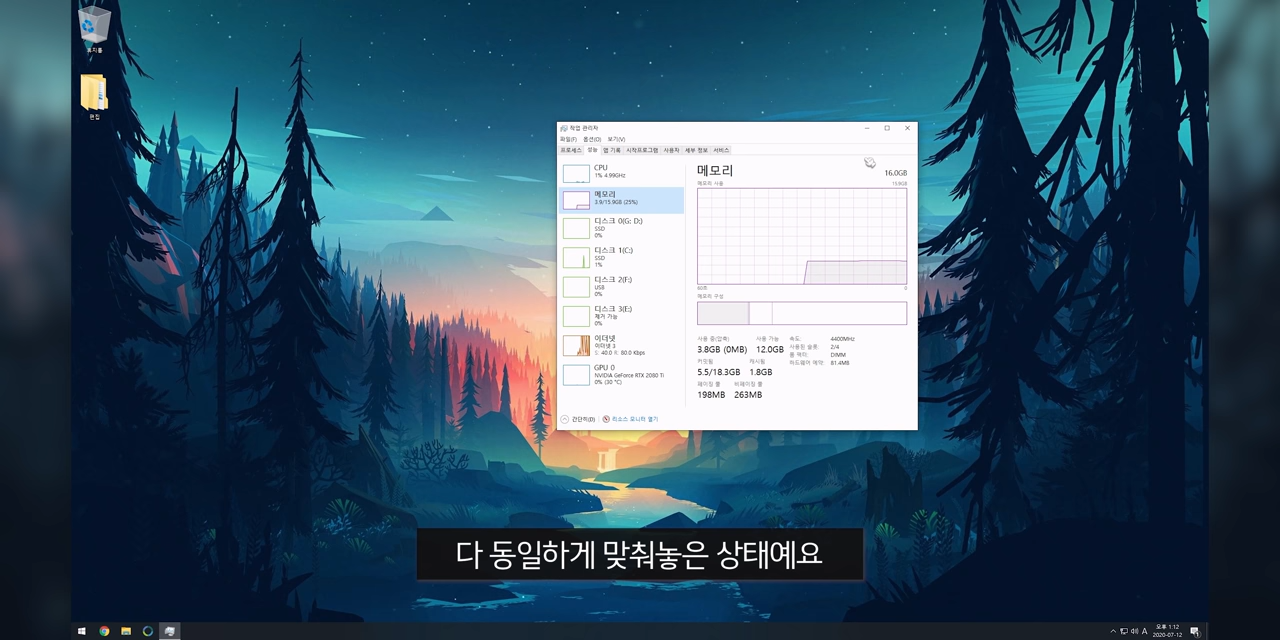 휴지통
편집
작업 관리자
파일(F) 옵션(O) 보기(V)
프로세스 성능 앱 기록 시작프로그램 사용자 세부 정보 서비스
CPU
1% 4.99GHz
메모리
3.9/15.9GB (25%)
디스크 0(G: D:)
SSD
0%
디스크 1(C:)
SSD
1%
디스크 2(F:)
USB
0%
디스크 3(E:)
제거 가능
0%
이더넷
이더넷 3
S: 40.0 R: 80.0 Kbps
GPU 0
NVIDIA GeForce RTX 2080 Ti
0% (30 °C)
메모리
16.0GB
메모리 사용
15.9GB
60초
0
메모리 구성
사용 중(압축)
3.8GB (0MB)
사용 가능
12.0GB
커밋됨
5.5/18.3GB
캐시됨
1.8GB
페이징 풀
198MB
비페이징 풀
263MB
속도: 4400MHz
사용된 슬롯: 2/4
폼 팩터: DIMM
하드웨어 예약: 81.4MB
간단히(D)
리소스 모니터 열기
다 동일하게 맞춰놓은 상태예요
A
오후 1:12
2020-07-12